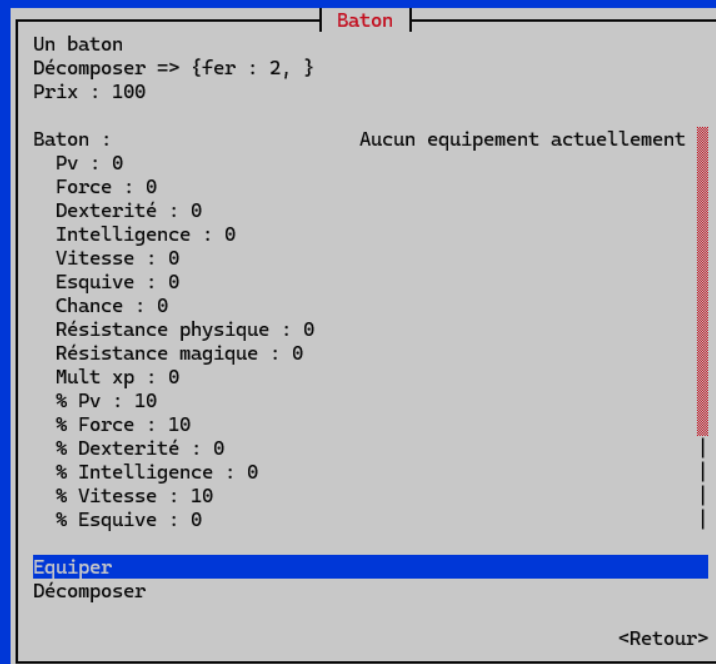 Baton
Un baton
Décomposer => {fer : 2, }
Prix : 100
Baton : Aucun equipement actuellement
Pv : 0
Force : 0
Dexterité : 0
Intelligence : 0
Vitesse : 0
Esquive : 0
Chance : 0
Résistance physique : 0
Résistance magique : 0
Mult xp : 0
% Pv : 10
% Force : 10
% Dexterité : 0
% Intelligence : 0
% Vitesse : 10
% Esquive : 0
Equiper
Décomposer
<Retour>